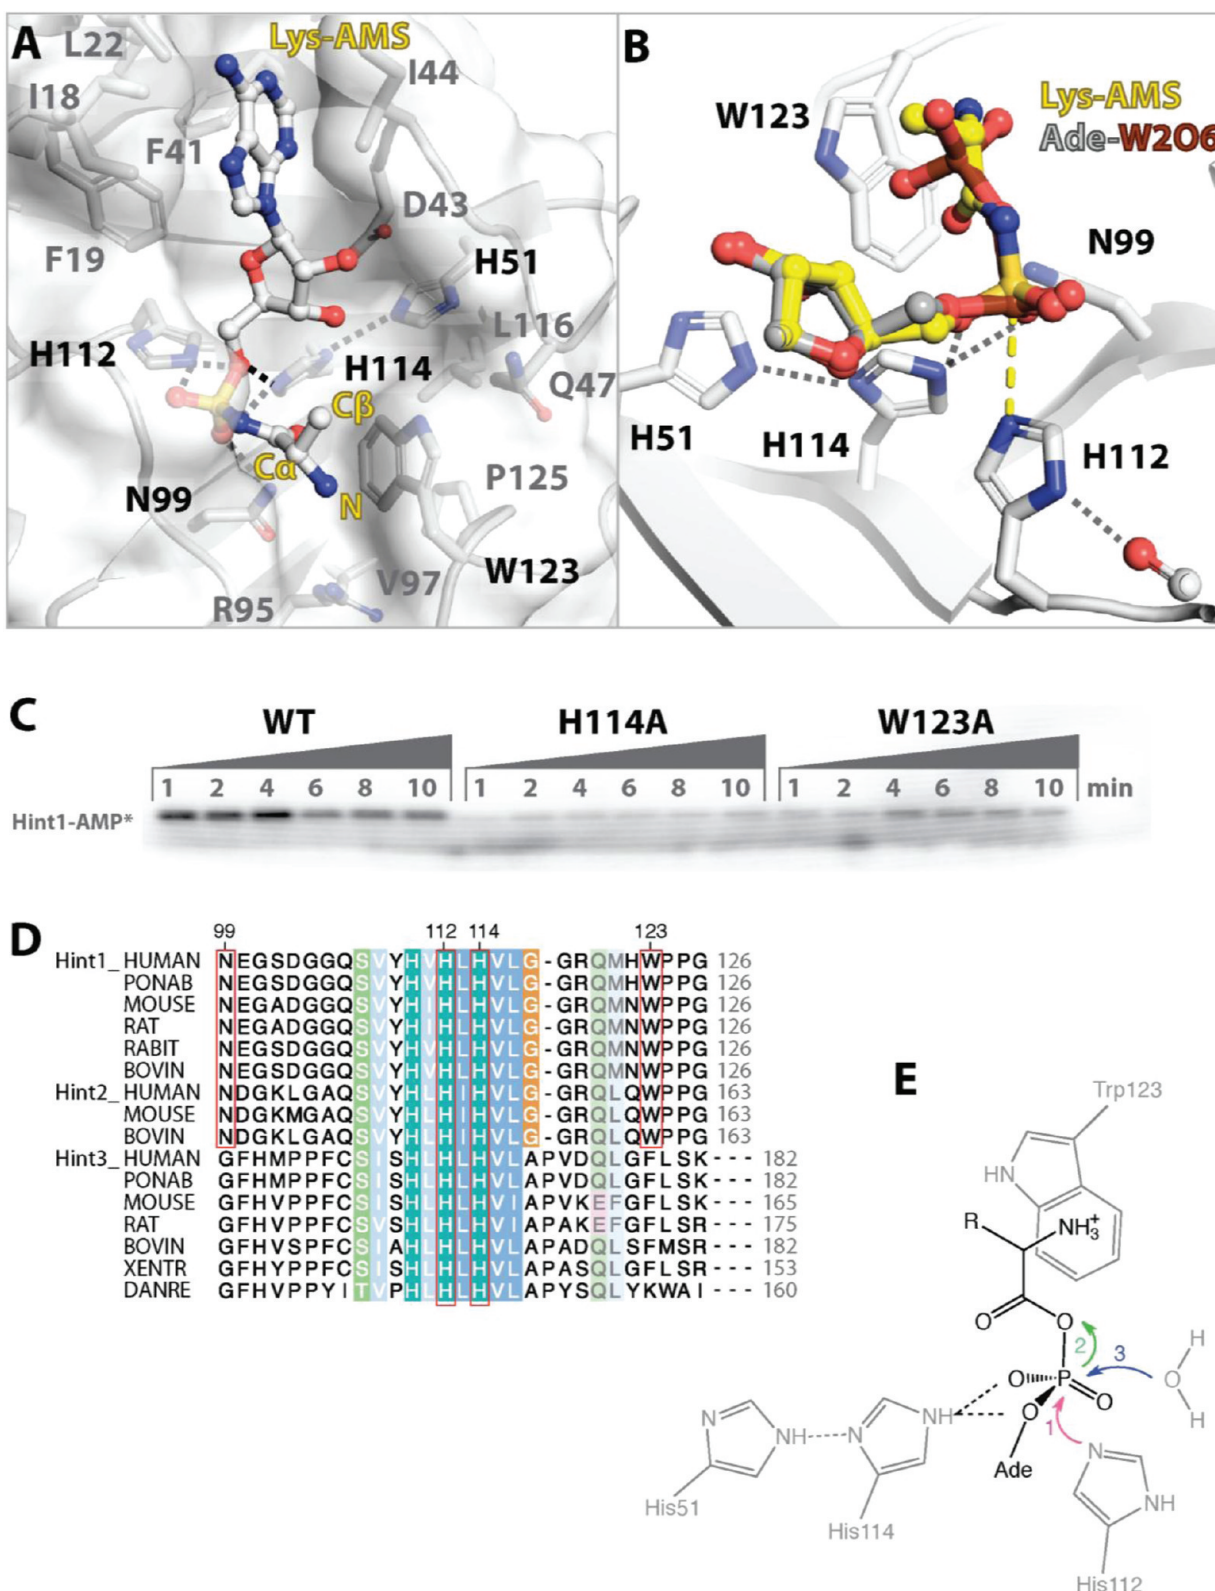 A
Lys-AMS
L22
I44
I18
F41
D43
F19
H51
L116
H112
H114
Q47
Cβ
Cα
P125
N99
N
W123
V97
R95
B
Lys-AMS
W123
Ade-W2O6
N99
H51
H114
H112
C
WT H114A W123A
1 2 4 6 8 10 1 2 4 6 8 10 1 2 4 6 8 10 min
Hint1-AMP*
D
99 112 114 123
Hint1_HUMAN NEGSDGGQSVYHVHLHVLG-GRQMHWPPG 126
PONAB NEGSDGGQSVYHVHLHVLG-GRQMHWPPG 126
MOUSE NEGADGGQSVYHIHLHVLG-GRQMNWPPG 126
RAT NEGADGGQSVYHIHLHVLG-GRQMNWPPG 126
RABIT NEGSDGGQSVYHVHLHVLG-GRQMNWPPG 126
BOVIN NEGSDGGQSVYHVHLHVLG-GRQMNWPPG 126
Hint2_HUMAN NDGKLGAQSVYHLHIHVLG-GRQLQWPPG 163
MOUSE NDGKMGAQSVYHLHIHVLG-GRQLQWPPG 163
BOVIN NDGKLGAQSVYHLHIHVLG-GRQLQWPPG 163
Hint3_HUMAN GFHMPPFCSISHLHLHVLAPVDQLGFLSK--- 182
PONAB GFHMPPFCSISHLHLHVLAPVDQLGFLSK--- 182
MOUSE GFHVPPFCSISHLHLHVIAPVKEFGFLSK--- 165
RAT GFHVPPFCSVSHLHLHVIAPAKEFGFLSR--- 175
BOVIN GFHVSPFCSIAHLHLHVLAPADQLSFMSR--- 182
XENTR GFHYPPFCSISHLHLHVLAPASQLGFLSR--- 153
DANRE GFHVPPYITVPHLHLHVLAPYSQLYKWAI--- 160
E
Trp123
HN
R
NH3+
O
O
2
3
H
O
P
O
H
O
O
1
N
NH
N
NH
Ade
N
NH
His51
His114
His112